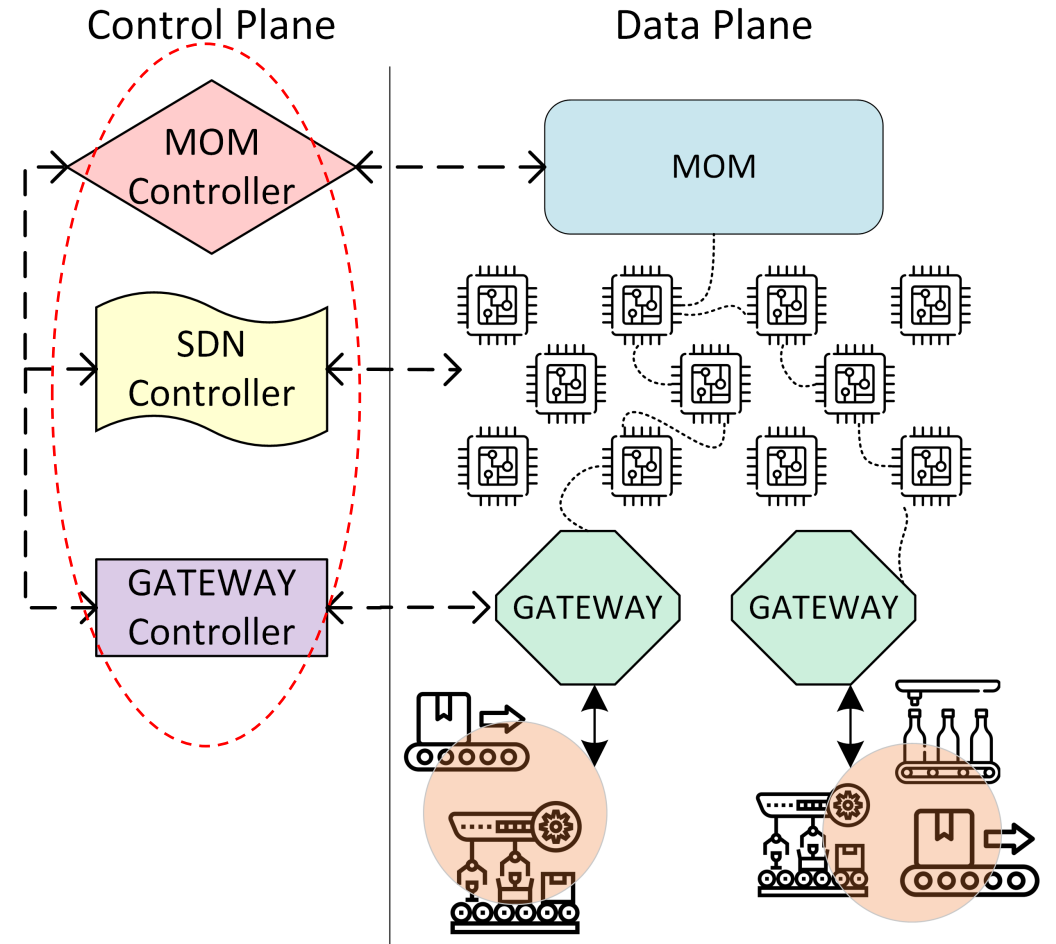 Control Plane
Data Plane
MOM
Controller
MOM
SDN
Controller
GATEWAY
Controller
GATEWAY
GATEWAY